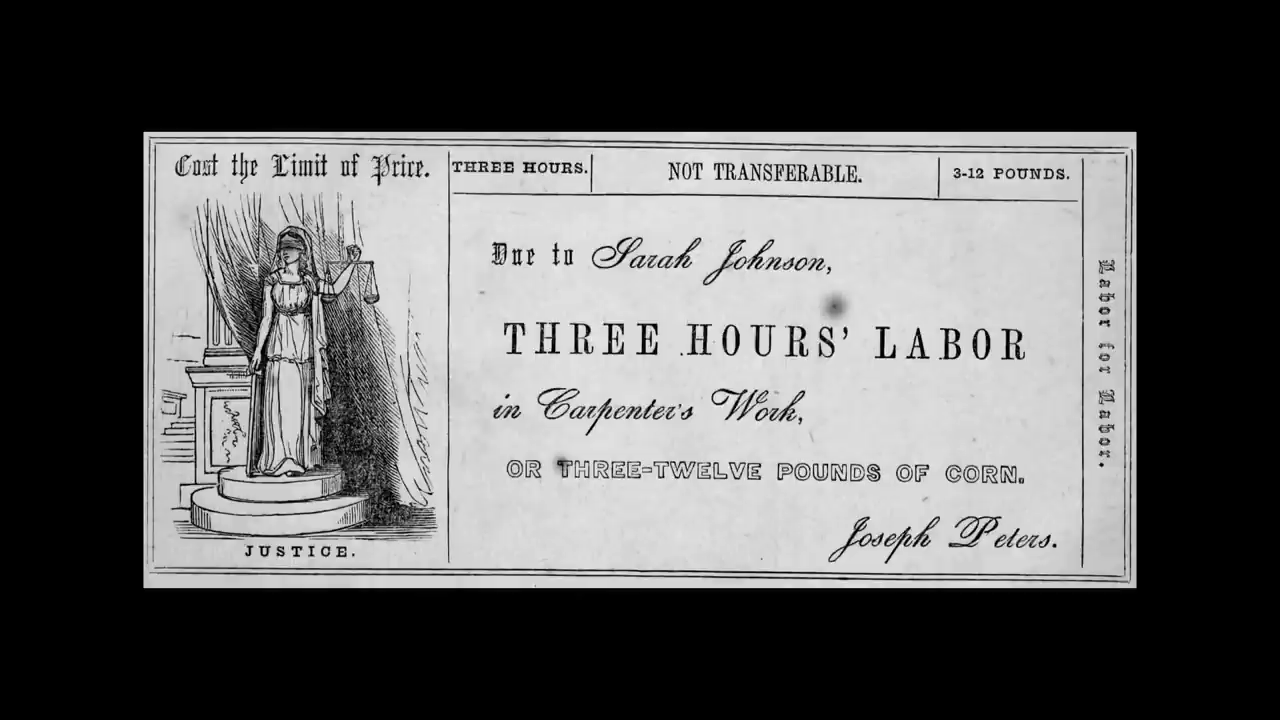 Cost the Limit of Price.
JUSTICE.
THREE HOURS.
NOT TRANSFERABLE.
3-12 POUNDS.
Due to Sarah Johnson,
THREE HOURS' LABOR
in Carpenter's Work,
OR THREE-TWELVE POUNDS OF CORN.
Joseph Peters.
Labor for Labor.